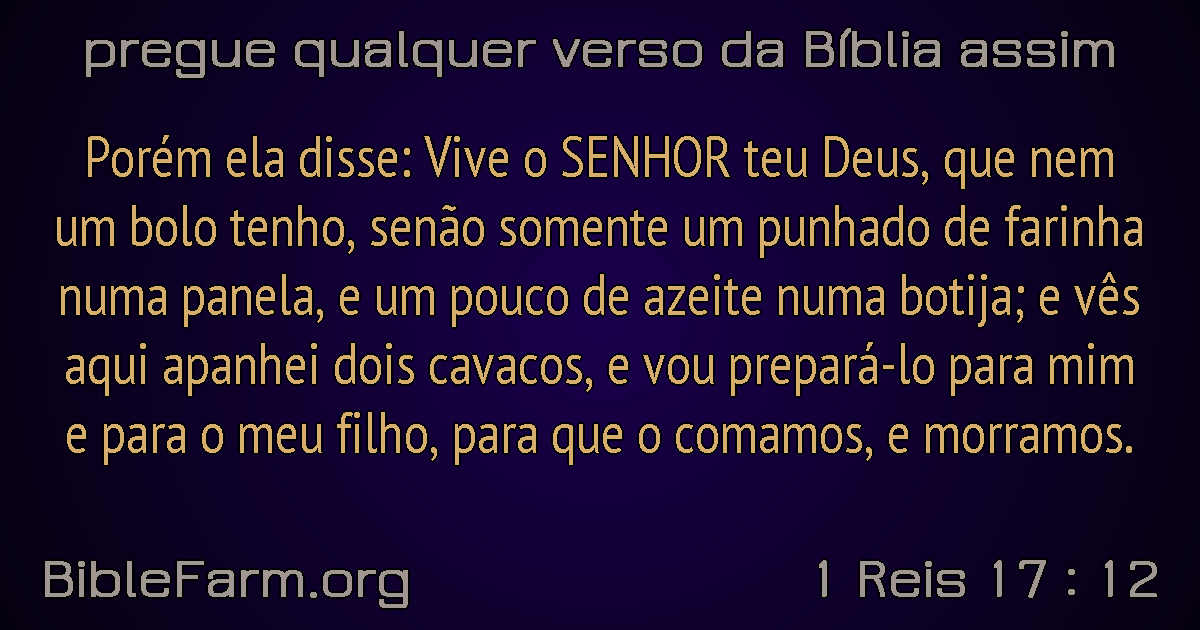 pregue qualquer verso da Bíblia assim
Porém ela disse: Vive o SENHOR teu Deus, que nem
um bolo tenho, senão somente um punhado de farinha
numa panela, e um pouco de azeite numa botija; e vês
aqui apanhei dois cavacos, e vou prepará-lo para mim
e para o meu filho, para que o comamos, e morramos.
BibleFarm.org
1 Reis 17 : 12